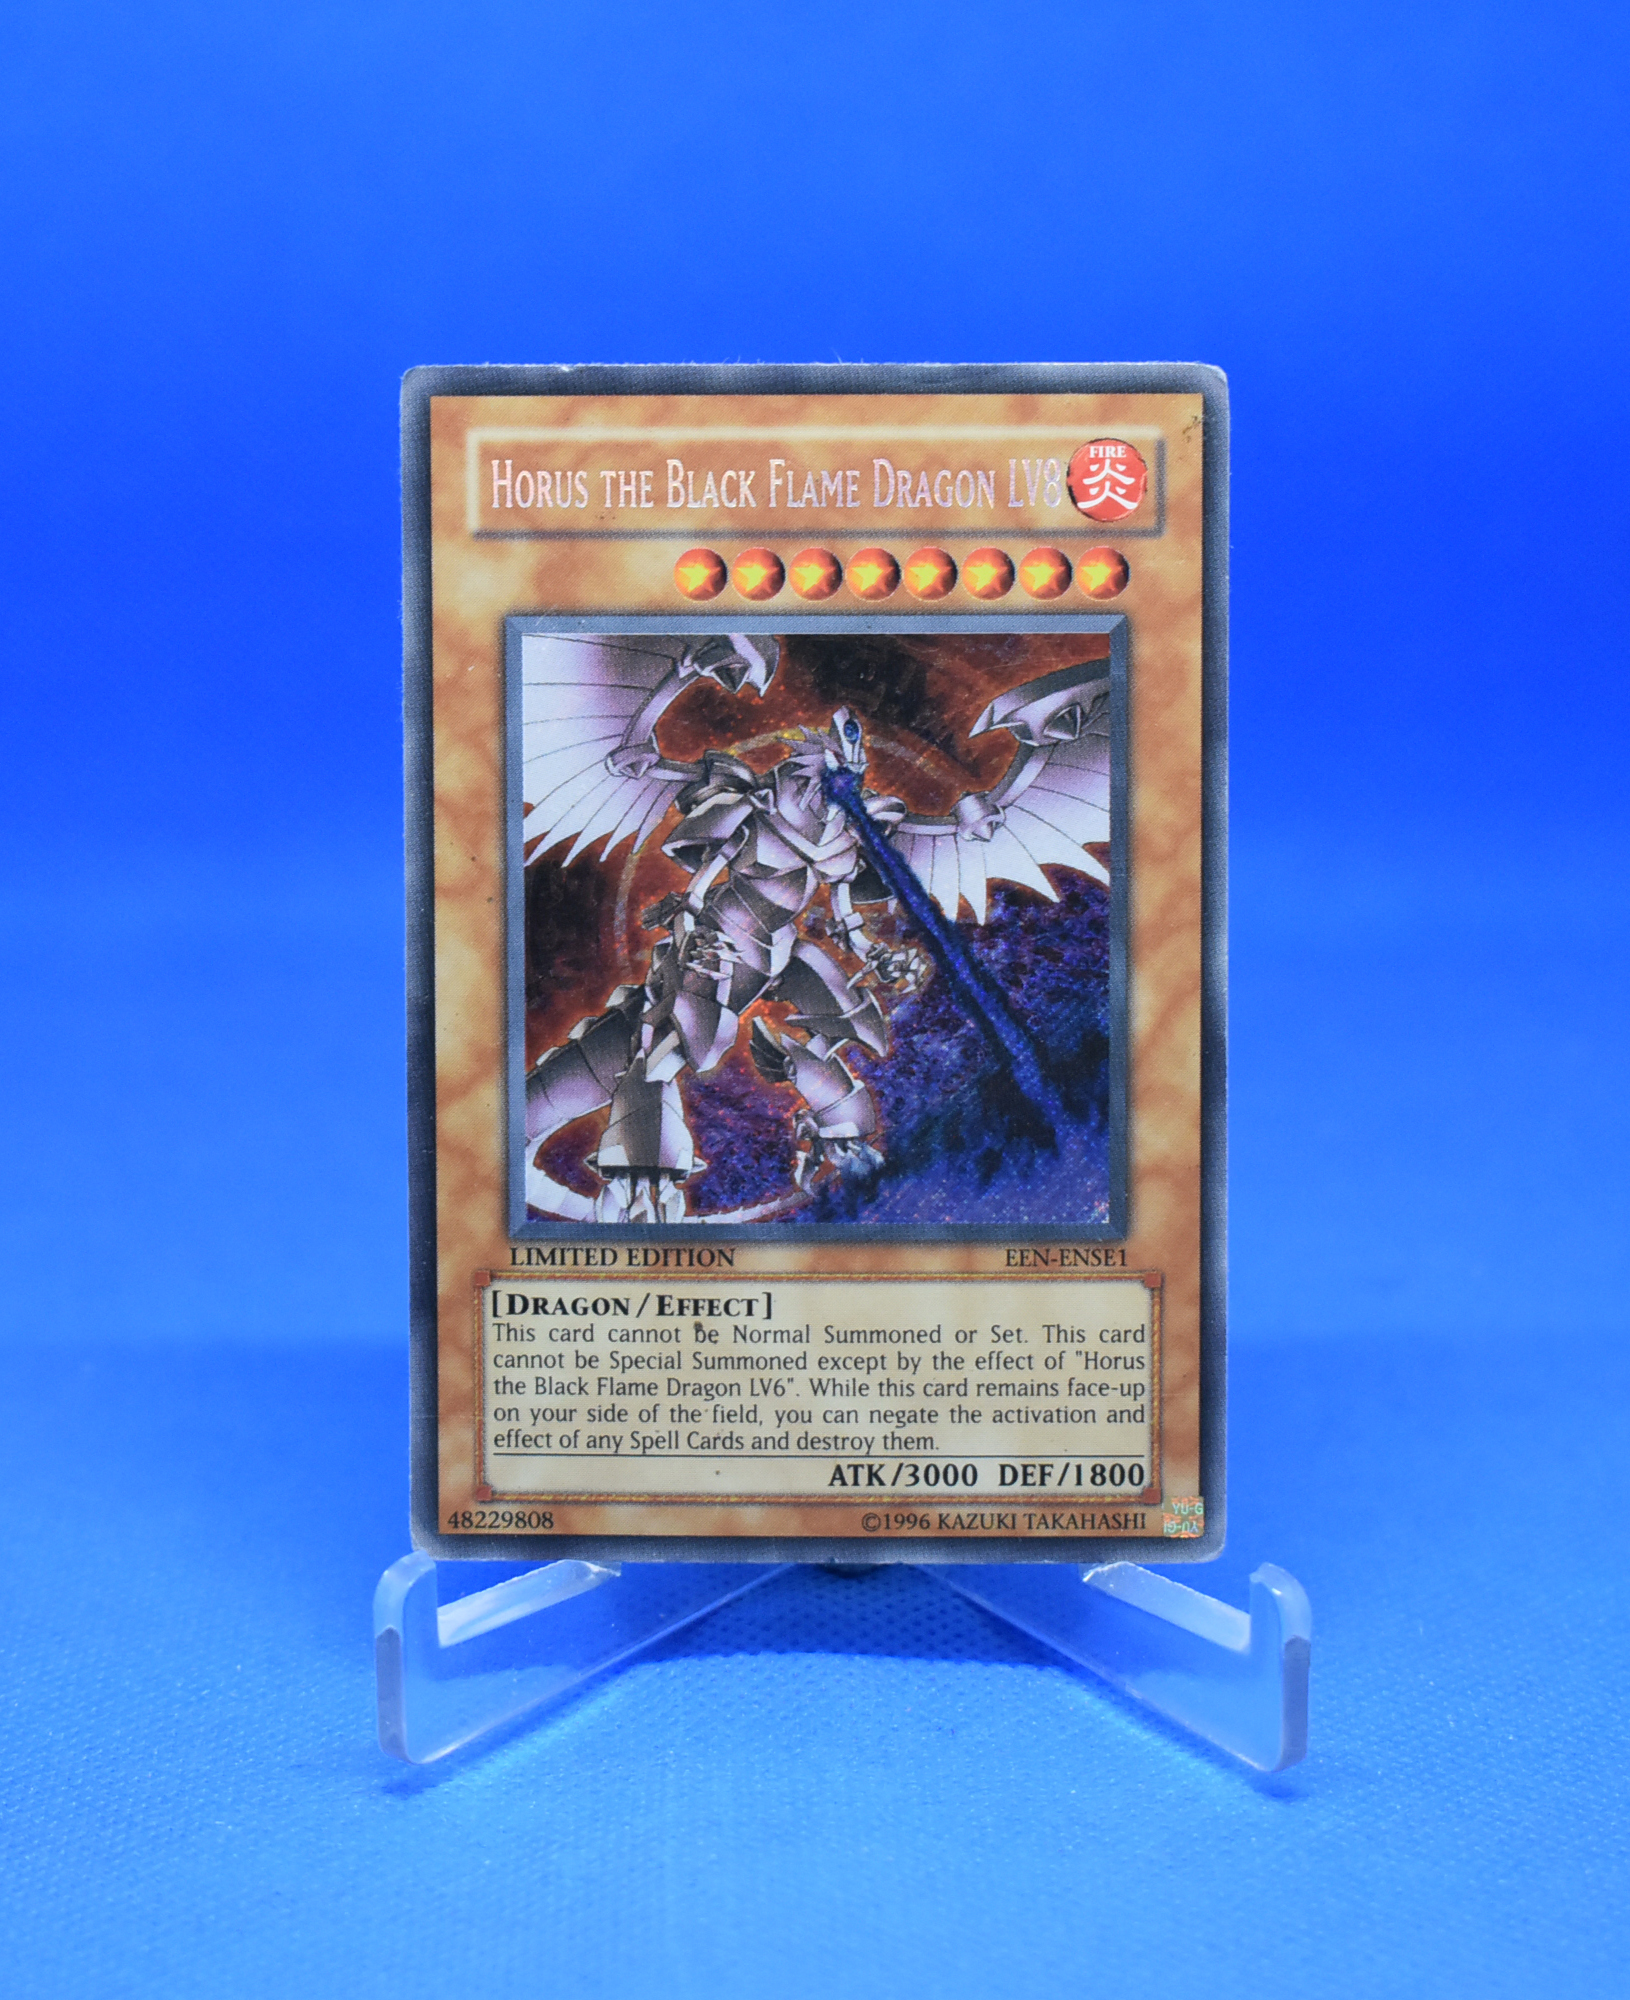 HORUS THE BLACK FLAME DRAGON LV8
FIRE
炎
LIMITED EDITION EEN-ENSE1
[DRAGON/EFFECT]
This card cannot be Normal Summoned or Set. This card
cannot be Special Summoned except by the effect of "Horus
the Black Flame Dragon LV6". While this card remains face-up
on your side of the field, you can negate the activation and
effect of any Spell Cards and destroy them.
ATK/3000 DEF/1800
48229808 ©1996 KAZUKI TAKAHASHI